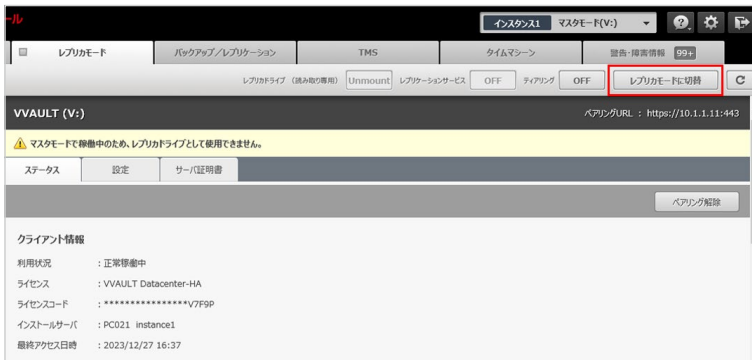 ール
インスタンス1 マスタモード(V:)
レプリカモード バックアップ/レプリケーション TMS タイムマシーン 警告・障害情報 99+
レプリカドライブ (読み取り専用) Unmount レプリケーションサービス OFF ティアリング OFF レプリカモードに切替
VVAULT (V:) ペアリングURL : https://10.1.1.11:443
マスタモードで稼働中のため、レプリカドライブとして使用できません。
ステータス 設定 サーバ証明書
ペアリング解除
クライアント情報
利用状況 : 正常稼働中
ライセンス : VVAULT Datacenter-HA
ライセンスコード : ****************V7F9P
インストールサーバ : PC021 instance1
最終アクセス日時 : 2023/12/27 16:37